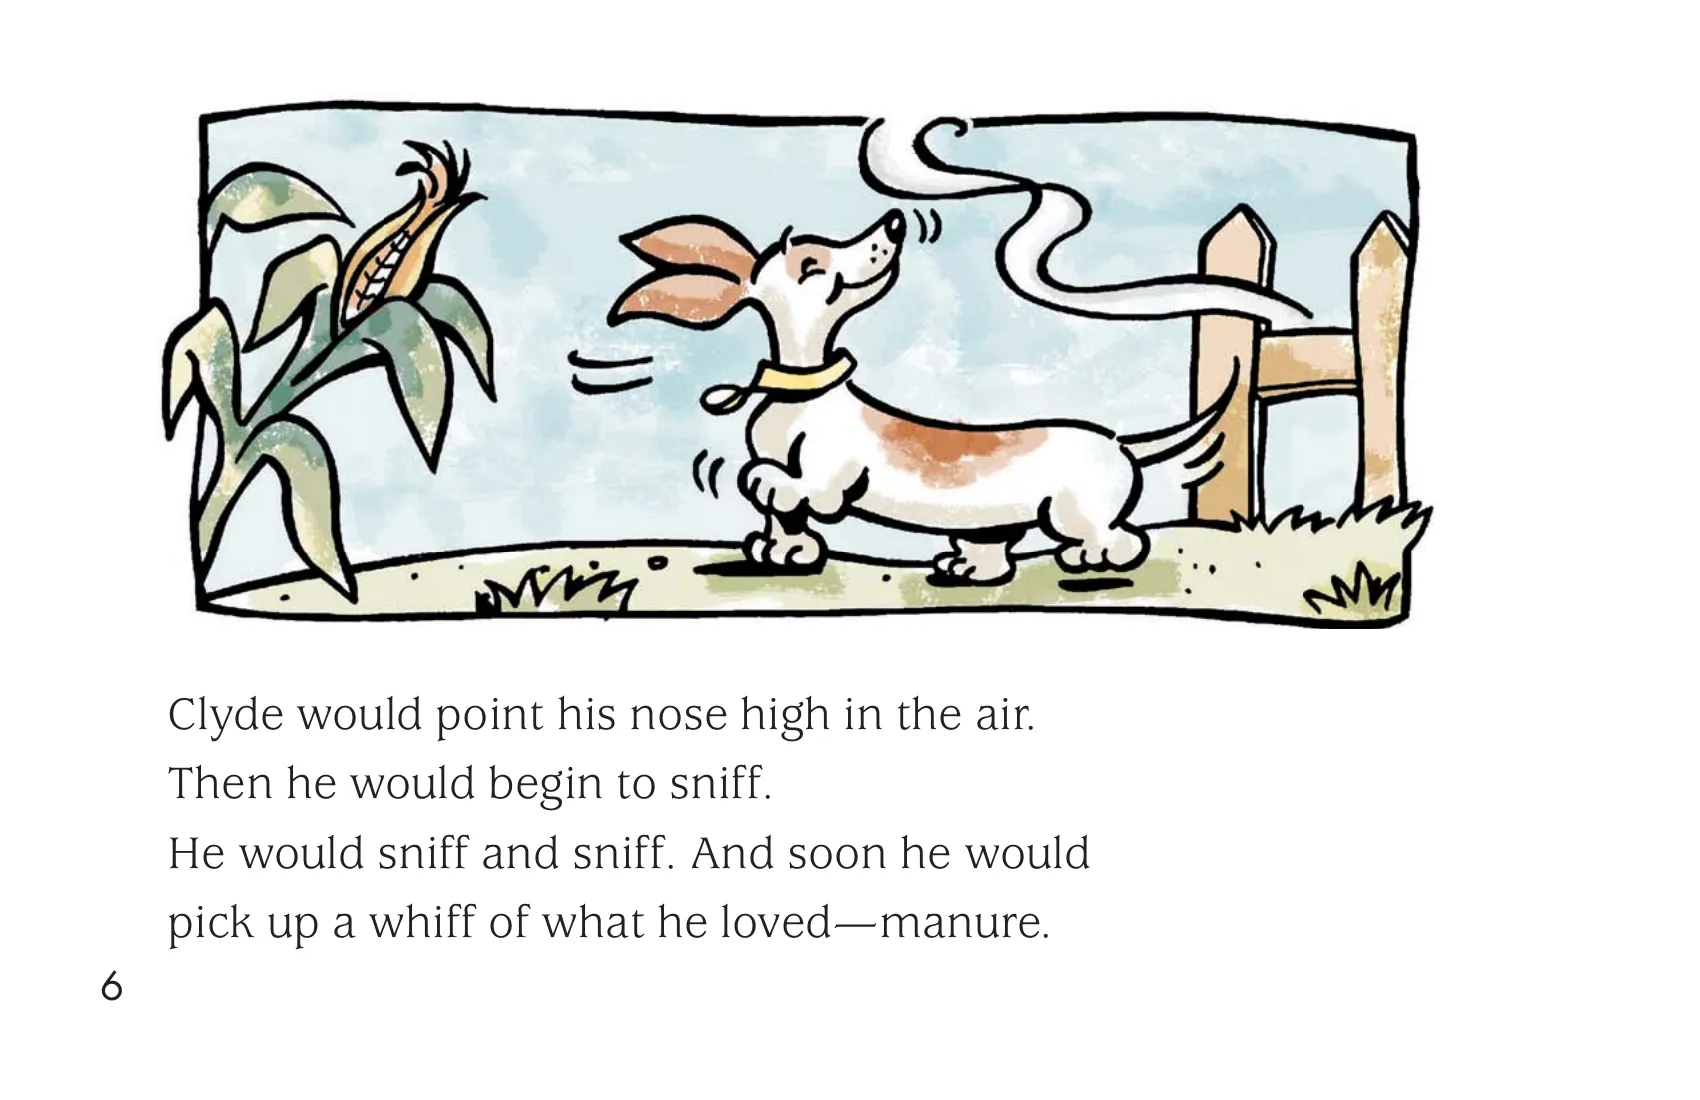 Clyde would point his nose high in the air.
Then he would begin to sniff.
He would sniff and sniff. And soon he would
pick up a whiff of what he loved—manure.
6